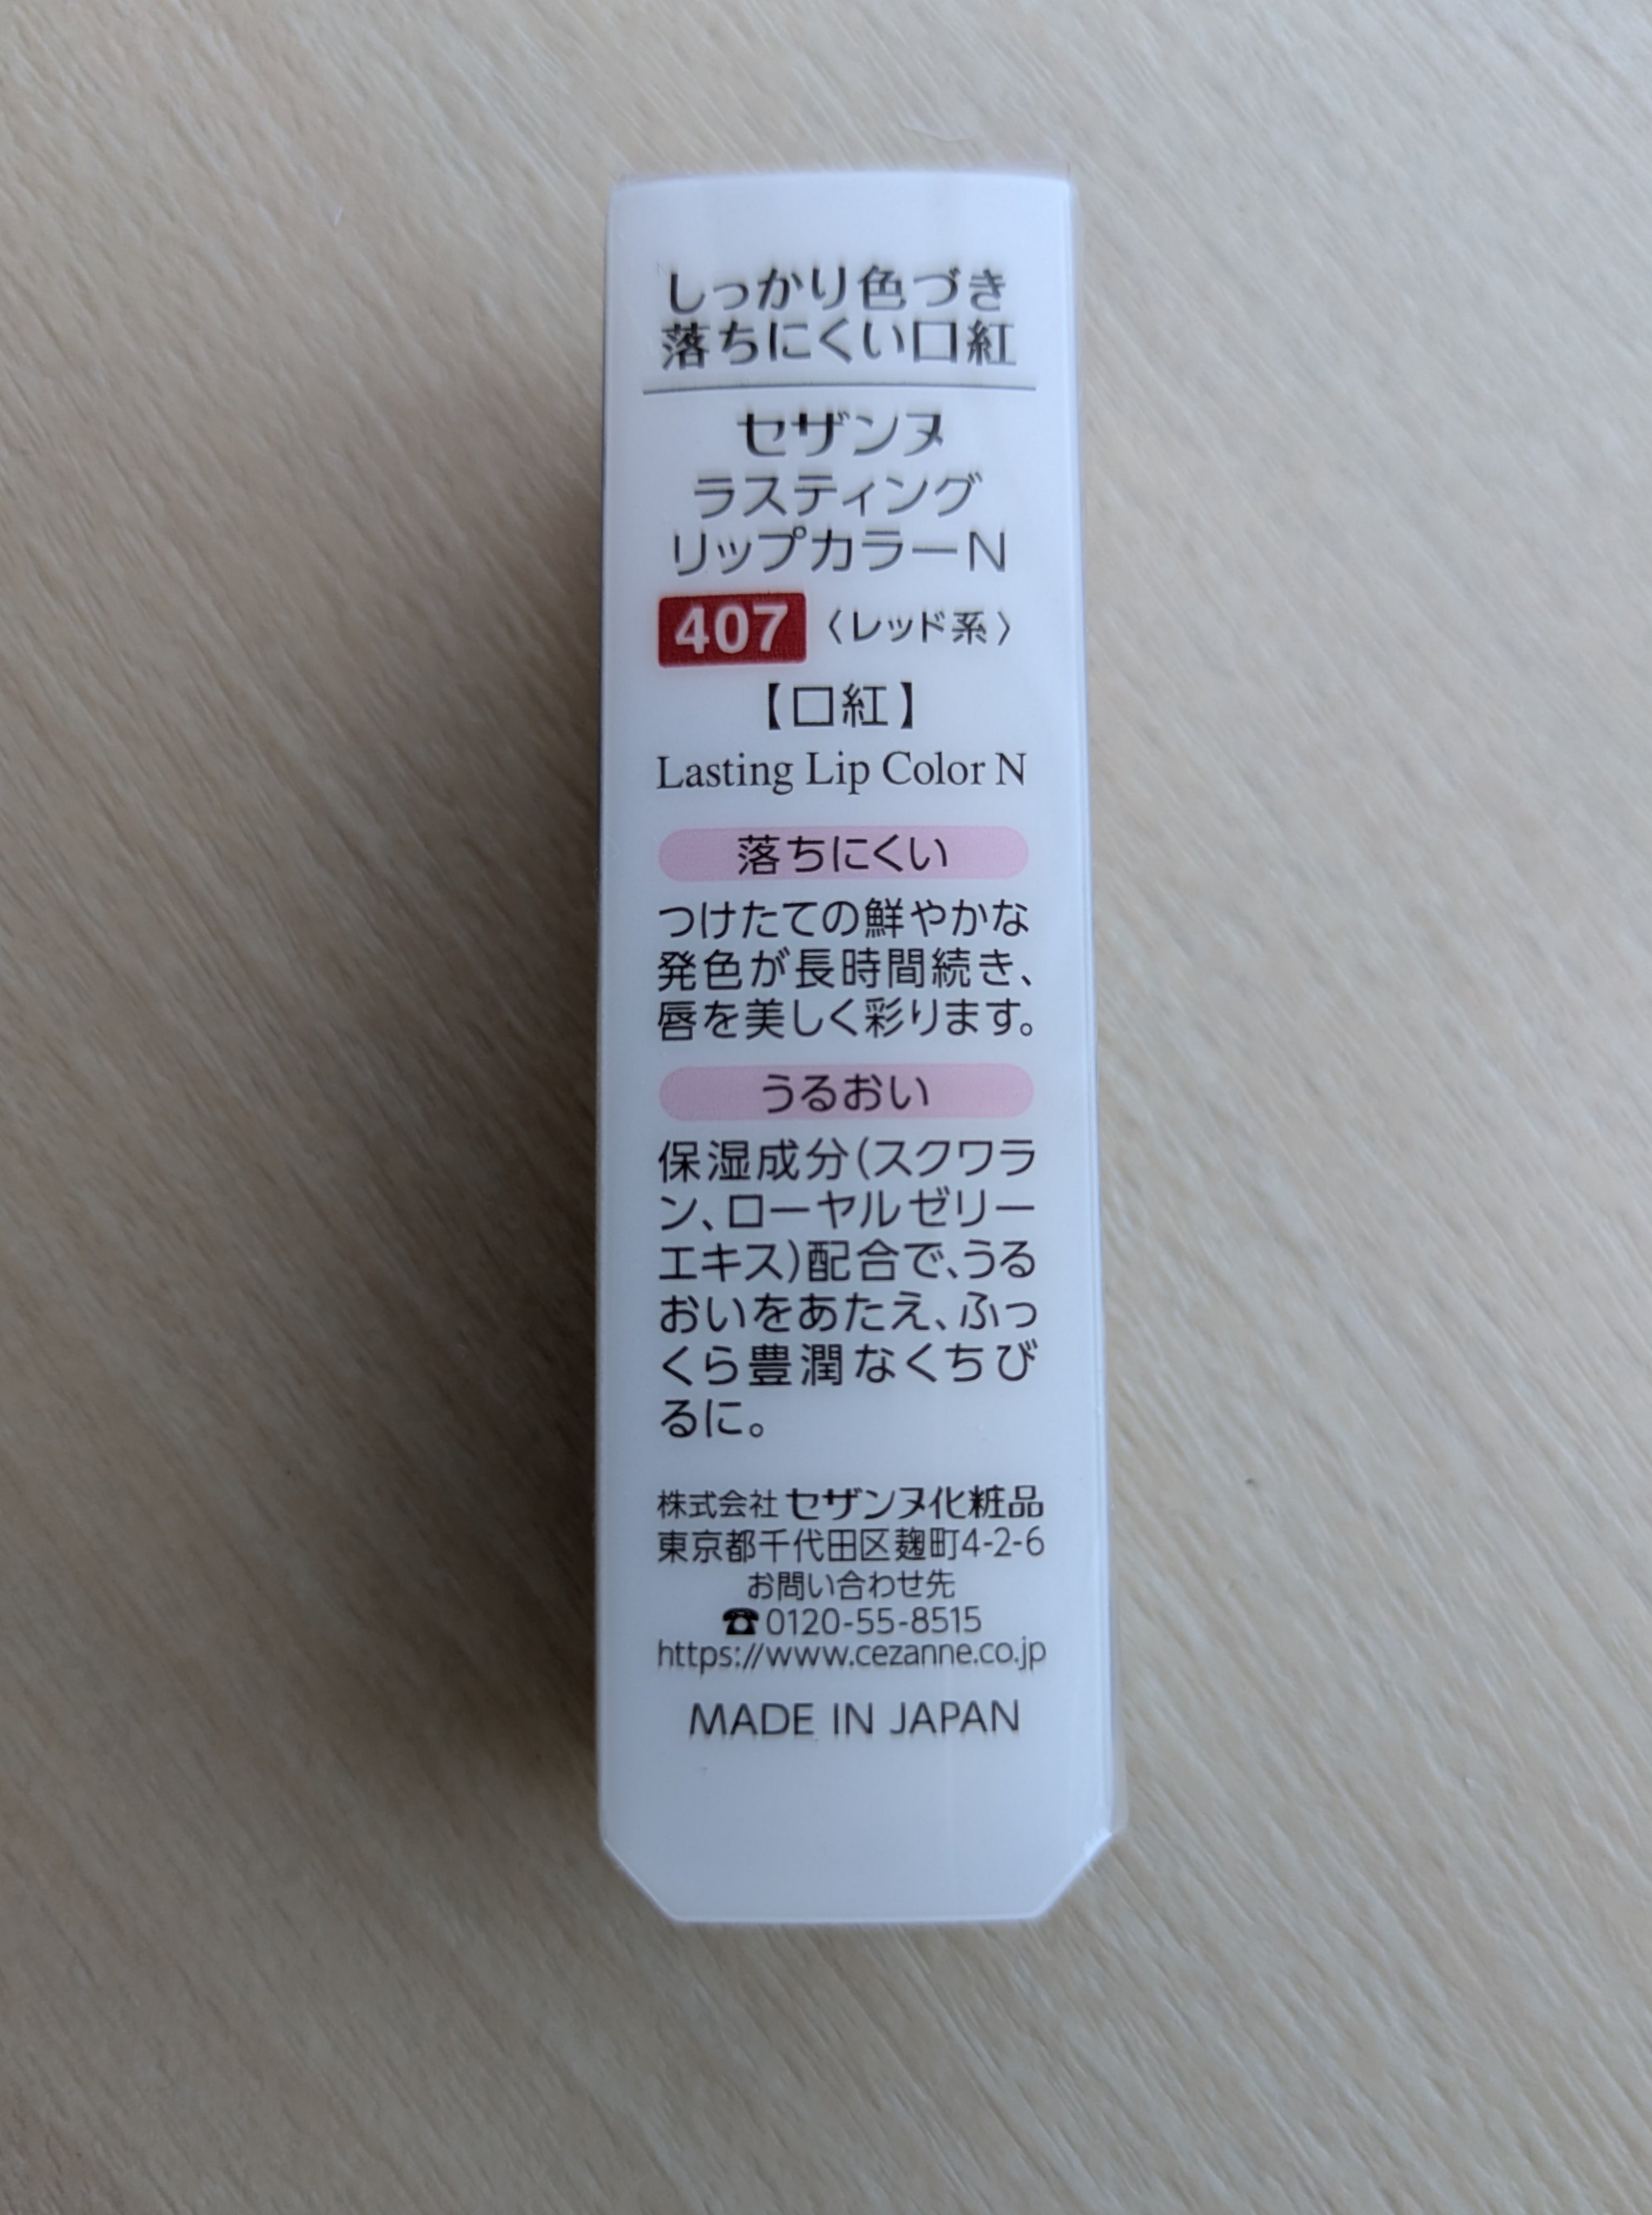 しっかり色づき
落ちにくい口紅
セザンヌ
ラスティング
リップカラーN
407 〈レッド系〉
【口紅】
Lasting Lip Color N
落ちにくい
つけたての鮮やかな
発色が長時間続き、
唇を美しく彩ります。
うるおい
保湿成分(スクワラ
ン、ローヤルゼリー
エキス)配合で、うる
おいをあたえ、ふっ
くら豊潤なくちび
るに。
株式会社 セザンヌ化粧品
東京都千代田区麹町4-2-6
お問い合わせ先
☎0120-55-8515
https://www.cezanne.co.jp
MADE IN JAPAN